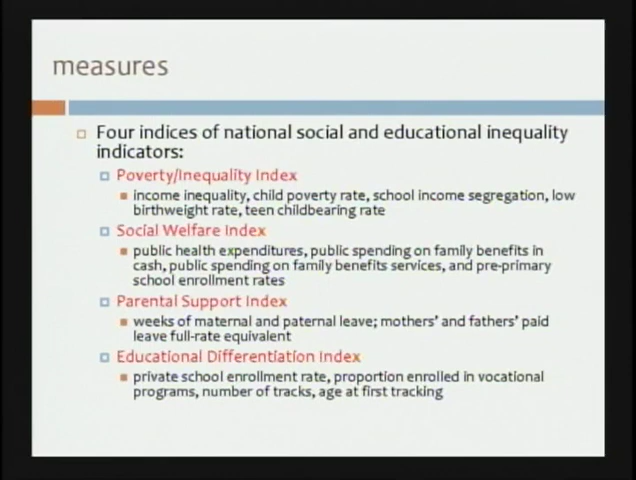 measures
Four indices of national social and educational inequality
indicators:
Poverty/Inequality Index
income inequality, child poverty rate, school income segregation, low
birthweight rate, teen childbearing rate
Social Welfare Index
public health expenditures, public spending on family benefits in
cash, public spending on family benefits services, and pre-primary
school enrollment rates
Parental Support Index
weeks of maternal and paternal leave; mothers’ and fathers’ paid
leave full-rate equivalent
Educational Differentiation Index
private school enrollment rate, proportion enrolled in vocational
programs, number of tracks, age at first tracking